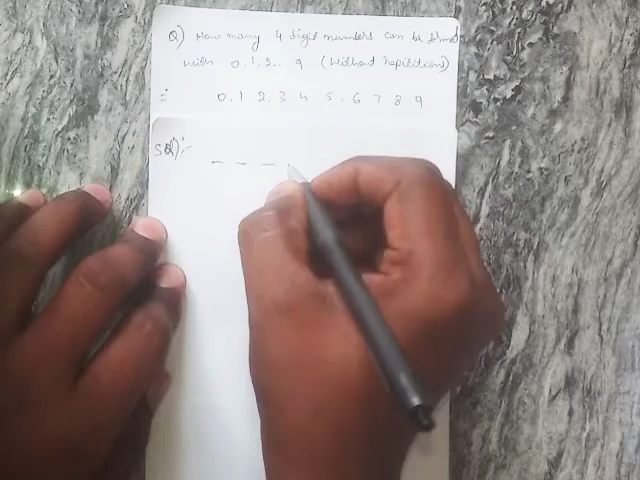 Q) How many 4 digit numbers can be formed
with 0,1,2.. 9 (without repitition)
∴ 0,1 2,3 4 5,6 7 8 9
Sol):-